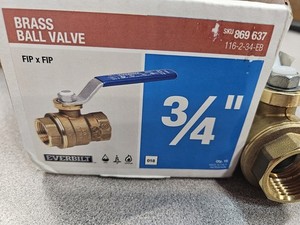 BRASS
BALL VALVE
SKU 869 637
116-2-34-EB
FIP x FIP
3/4"
EVERBILT